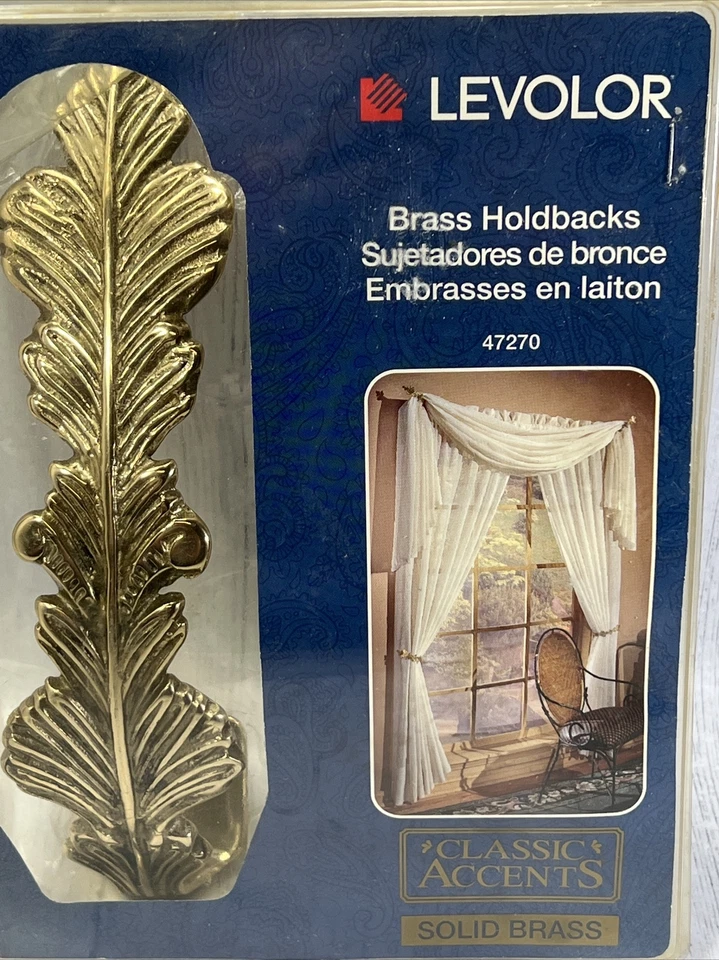 LEVOLOR
Brass Holdbacks
Sujetadores de bronce
Embrasses en laiton
47270
CLASSIC
ACCENTS
SOLID BRASS